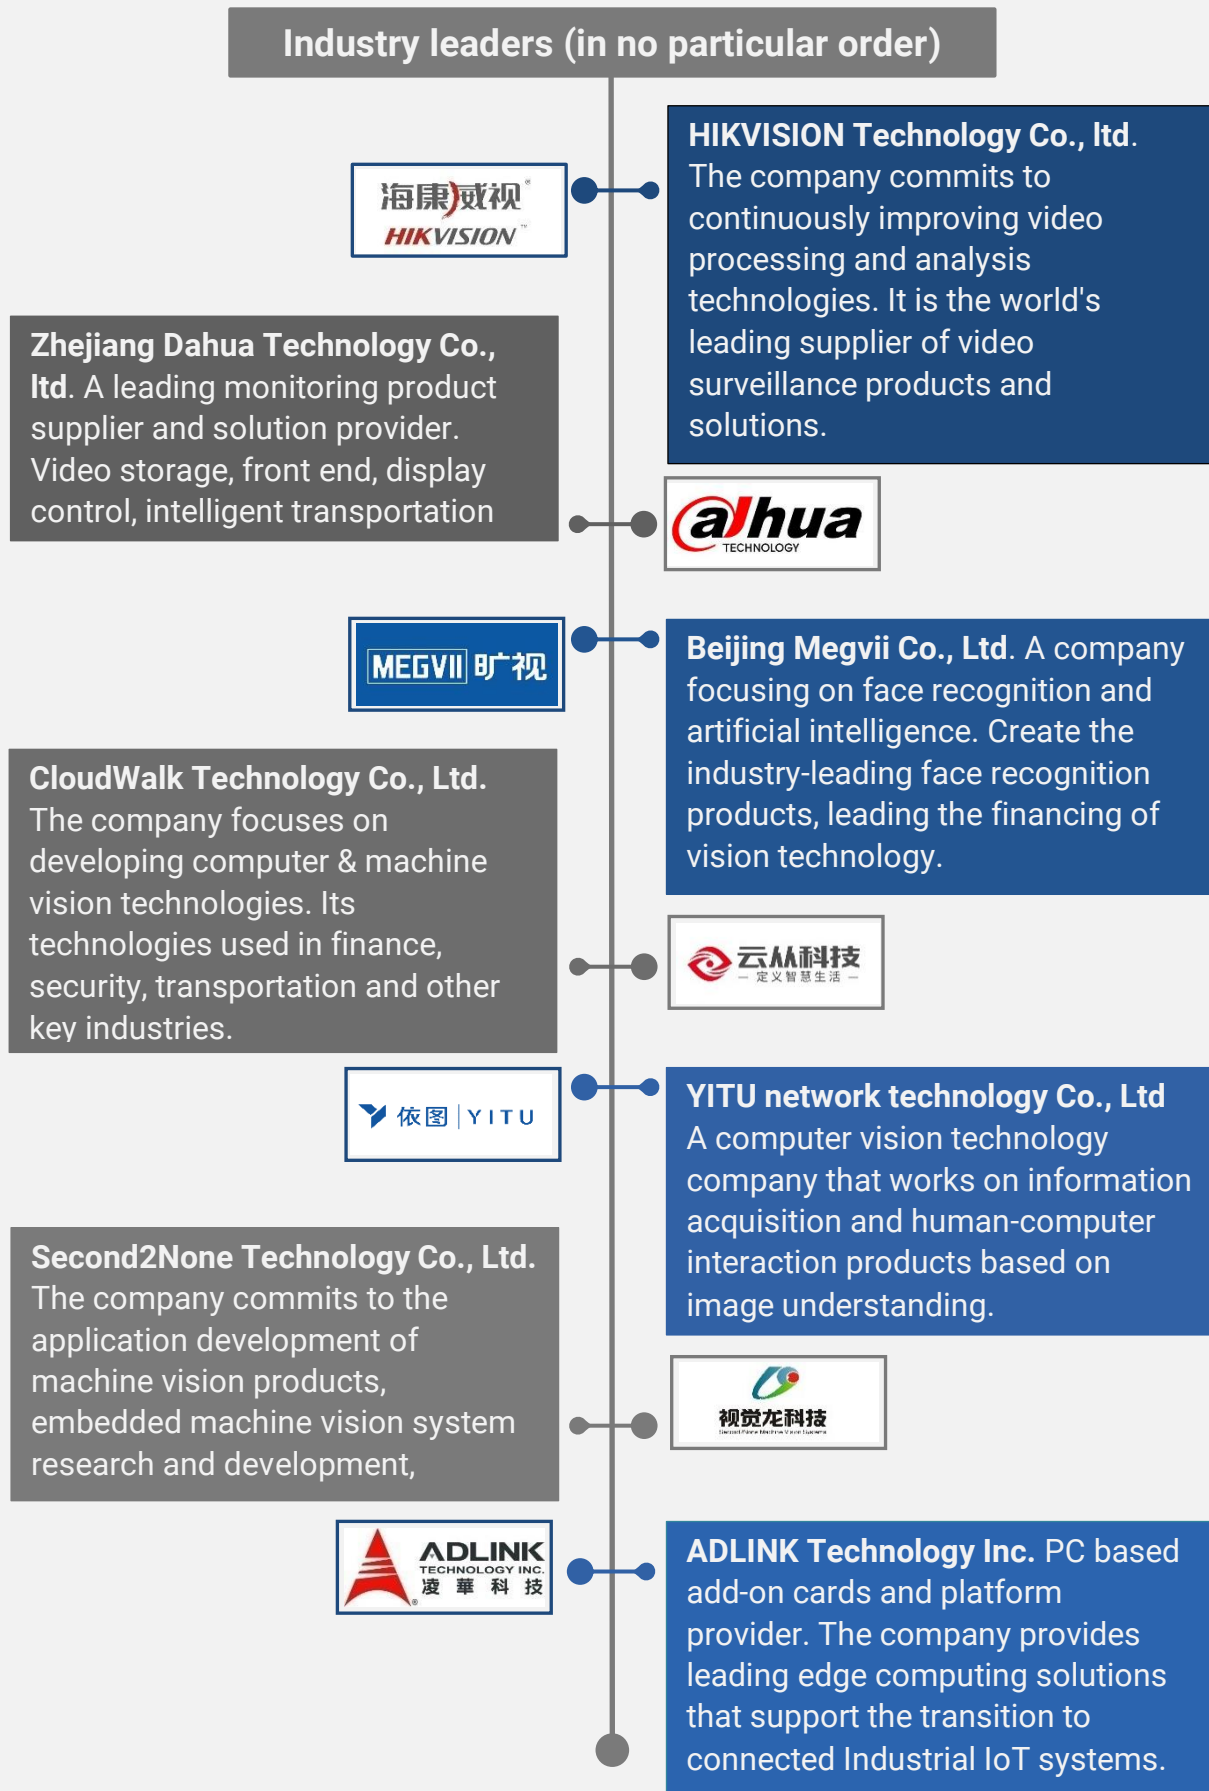 Industry leaders (in no particular order)
海康威视®
HIKVISION™
HIKVISION Technology Co., ltd.
The company commits to
continuously improving video
processing and analysis
technologies. It is the world's
leading supplier of video
surveillance products and
solutions.
Zhejiang Dahua Technology Co.,
ltd. A leading monitoring product
supplier and solution provider.
Video storage, front end, display
control, intelligent transportation
alhua
TECHNOLOGY
MEGVII 旷视
Beijing Megvii Co., Ltd. A company
focusing on face recognition and
artificial intelligence. Create the
industry-leading face recognition
products, leading the financing of
vision technology.
CloudWalk Technology Co., Ltd.
The company focuses on
developing computer & machine
vision technologies. Its
technologies used in finance,
security, transportation and other
key industries.
云从科技
— 定义智慧生活 —
依图 | YITU
YITU network technology Co., Ltd
A computer vision technology
company that works on information
acquisition and human-computer
interaction products based on
image understanding.
Second2None Technology Co., Ltd.
The company commits to the
application development of
machine vision products,
embedded machine vision system
research and development,
视觉龙科技
Second2None Machine Vision Systems
ADLINK
TECHNOLOGY INC.
凌華科技®
ADLINK Technology Inc. PC based
add-on cards and platform
provider. The company provides
leading edge computing solutions
that support the transition to
connected Industrial IoT systems.